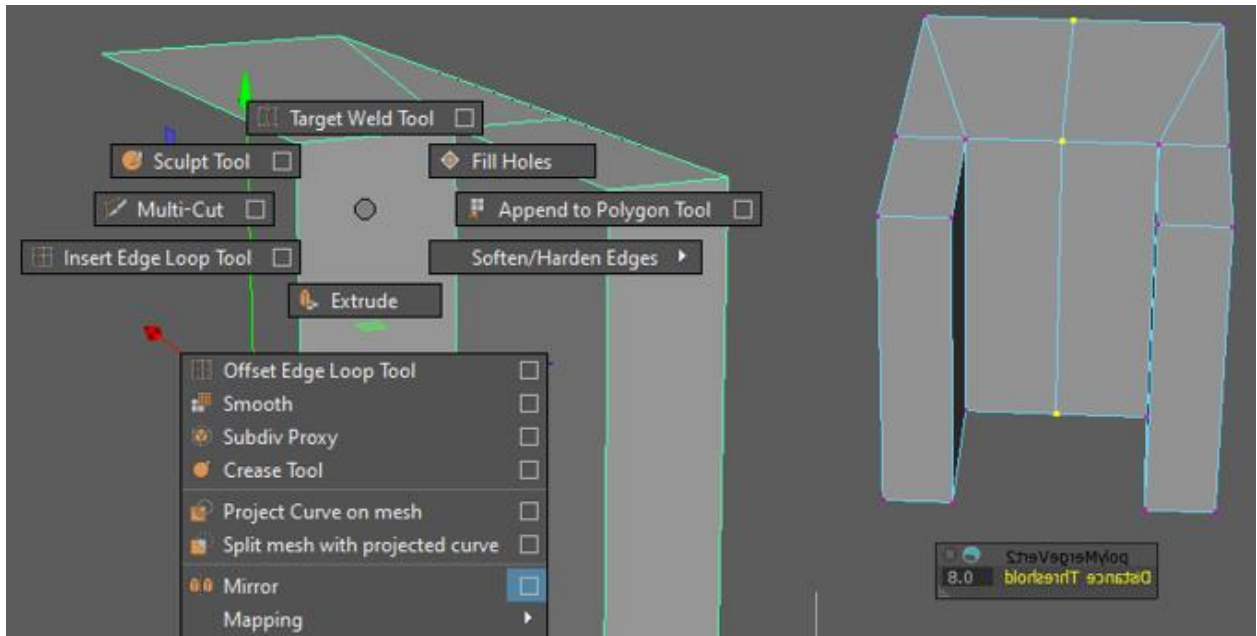 Target Weld Tool
Sculpt Tool
Fill Holes
Multi-Cut
Append to Polygon Tool
Insert Edge Loop Tool
Soften/Harden Edges
Extrude
Offset Edge Loop Tool
Smooth
Subdiv Proxy
Crease Tool
Project Curve on mesh
Split mesh with projected curve
Mirror
Mapping
polyMergeVert2
Distance Threshold 8.0